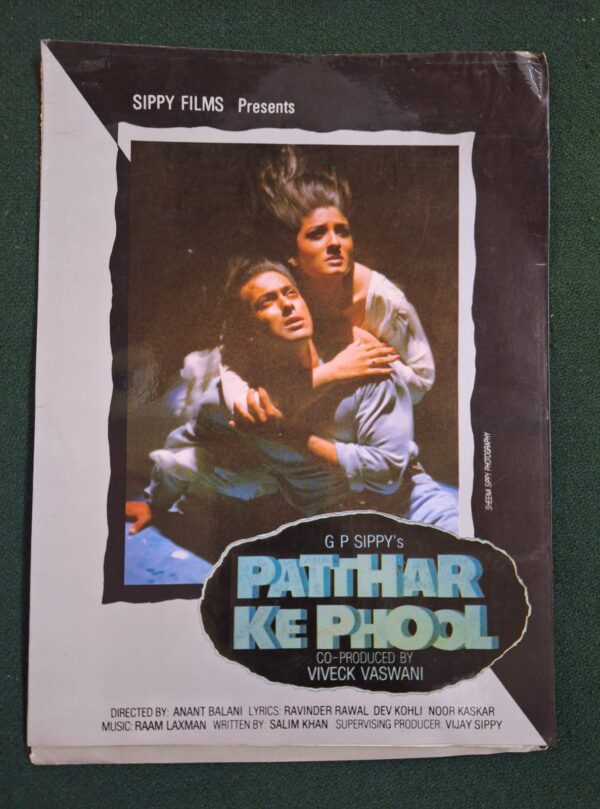 SIPPY FILMS Presents
SHEENA SIPPY PHOTOGRAPHY
G P SIPPY's
PATTHAR
KE PHOOL
CO-PRODUCED BY
VIVECK VASWANI
DIRECTED BY: ANANT BALANI LYRICS: RAVINDER RAWAL DEV KOHLI NOOR KASKAR
MUSIC: RAAM LAXMAN WRITTEN BY: SALIM KHAN SUPERVISING PRODUCER: VIJAY SIPPY